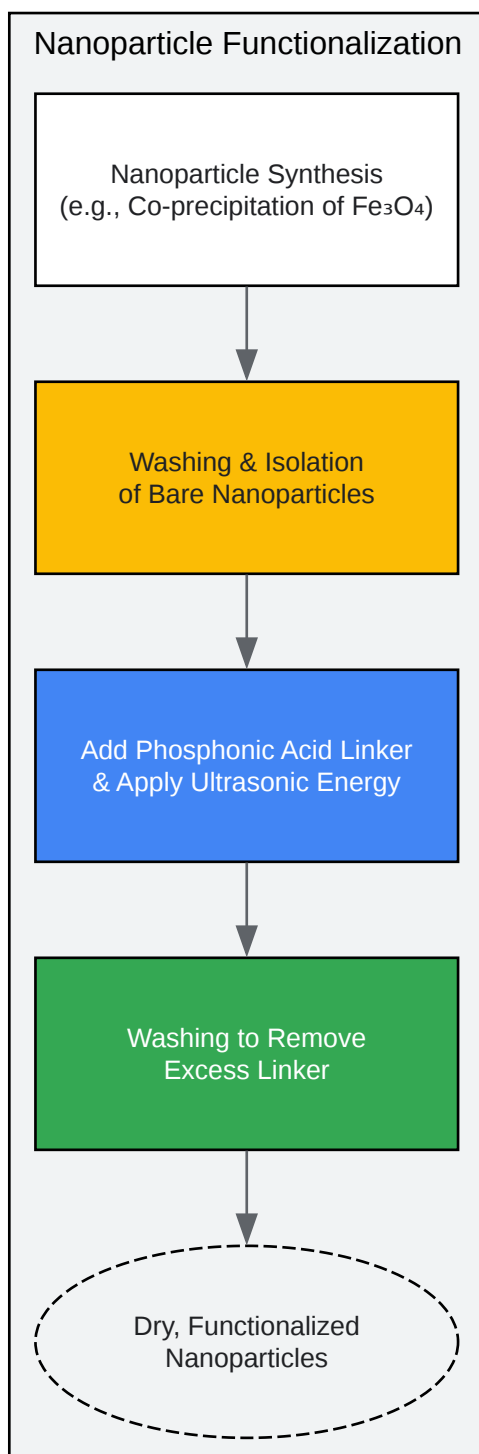 Nanoparticle Functionalization
Nanoparticle Synthesis
(e.g., Co-precipitation of Fe₃O₄)
Washing & Isolation
of Bare Nanoparticles
Add Phosphonic Acid Linker
& Apply Ultrasonic Energy
Washing to Remove
Excess Linker
Dry, Functionalized
Nanoparticles